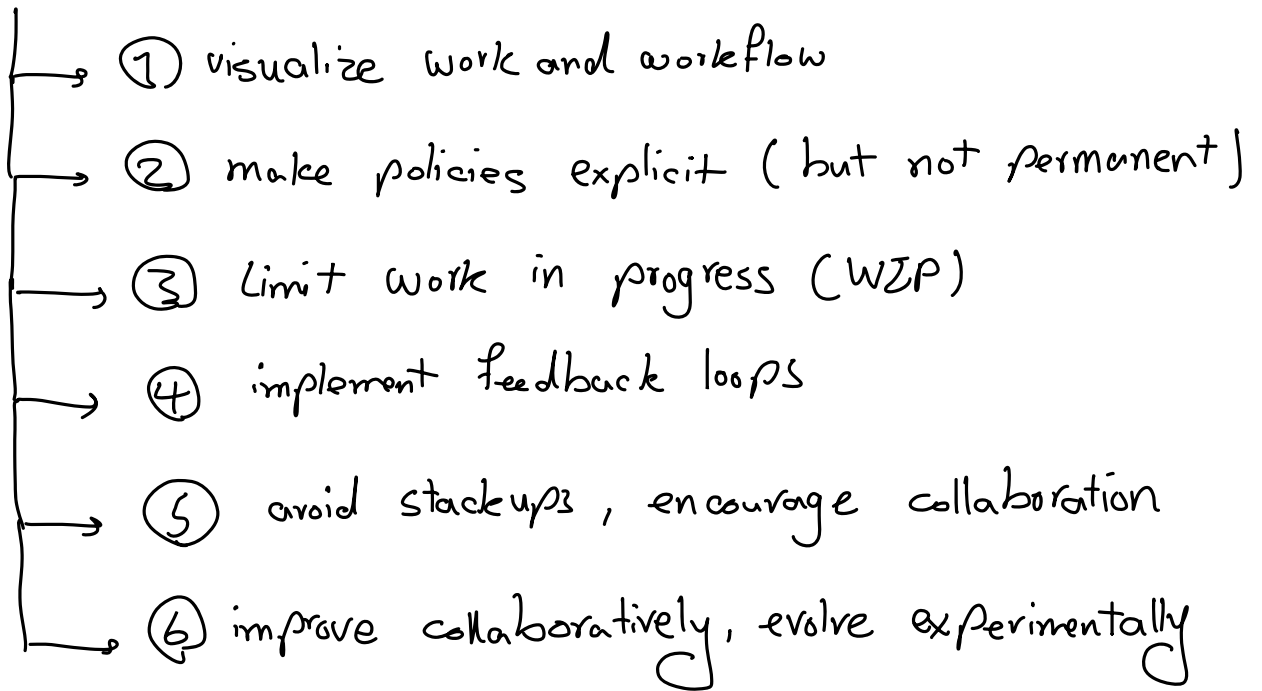 1 visualize work and workflow
2 make policies explicit (but not permanent)
3 Limit work in progress (WIP)
4 implement feedback loops
5 avoid stackups, encourage collaboration
6 improve collaboratively, evolve experimentally